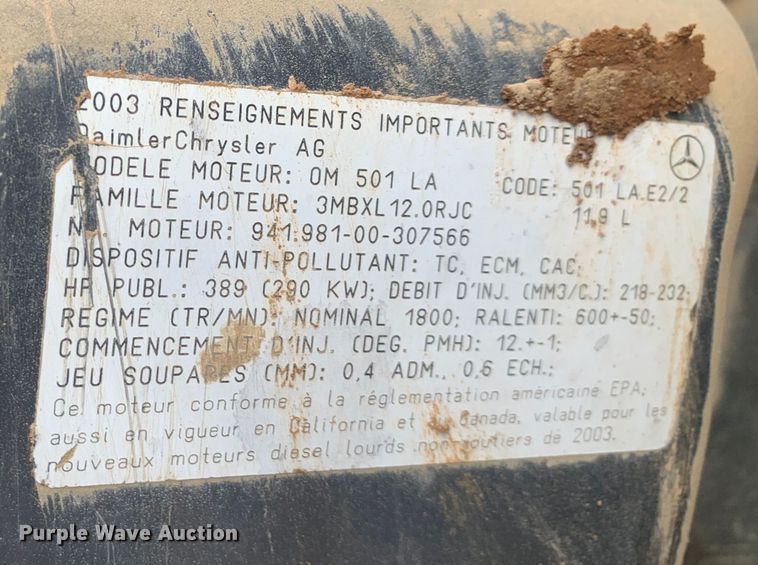 2003 RENSEIGNEMENTS IMPORTANTS MOTEU
DaimlerChrysler AG
MODELE MOTEUR: OM 501 LA CODE: 501 LA.E2/2
FAMILLE MOTEUR: 3MBXL12.0RJC 11.9 L
N. MOTEUR: 941.981-00-307566
DISPOSITIF ANTI-POLLUTANT: TC, ECM, CAC;
HP PUBL.: 389 (290 KW); DEBIT D'INJ. (MM3/C.): 218-232;
REGIME (TR/MN): NOMINAL 1800; RALENTI: 600+-50;
COMMENCEMENT D'INJ. (DEG. PMH): 12.+-1;
JEU SOUPAPES (MM): 0,4 ADM., 0,6 ECH.;
Ce. moteur conforme à la réglementation américaine EPA,
aussi en vigueur en California et au Canada, valable pour les
nouveaux moteurs diesel lourds non-routiers de 2003.
Purple Wave Auction